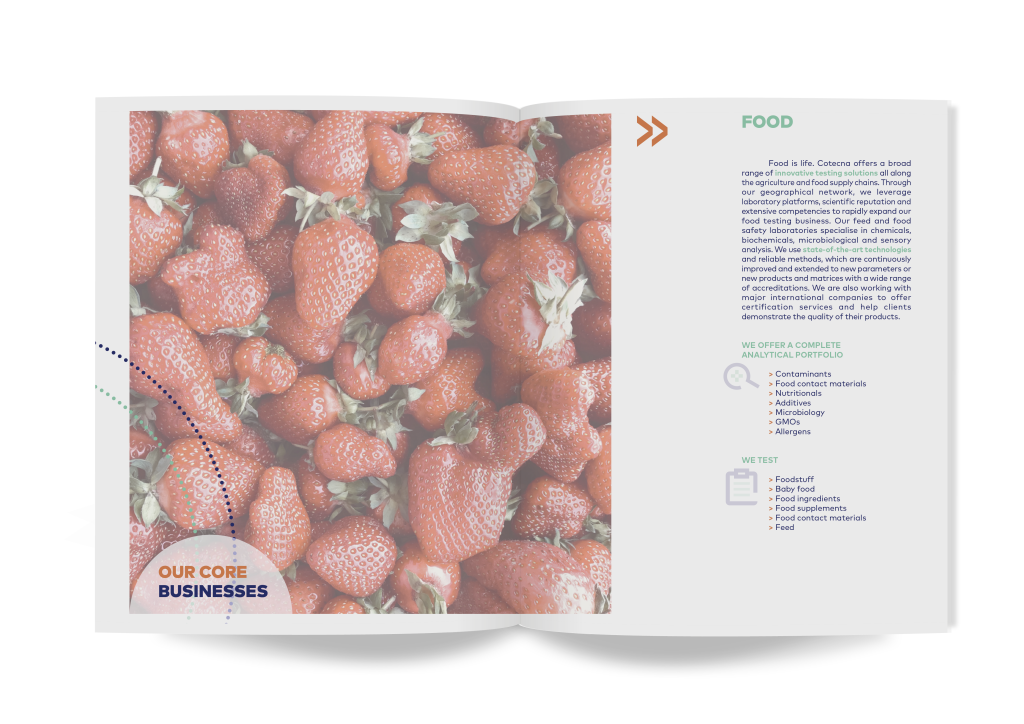 OUR CORE
BUSINESSES
FOOD
Food is life. Cotecna offers a broad
range of innovative testing solutions all along
the agriculture and food supply chains. Through
our geographical network, we leverage
laboratory platforms, scientific reputation and
extensive competencies to rapidly expand our
food testing business. Our feed and food
safety laboratories specialise in chemicals,
biochemicals, microbiological and sensory
analysis. We use state-of-the-art technologies
and reliable methods, which are continuously
improved and extended to new parameters or
new products and matrices with a wide range
of accreditations. We are also working with
major international companies to offer
certification services and help clients
demonstrate the quality of their products.
WE OFFER A COMPLETE
ANALYTICAL PORTFOLIO
> Contaminants
> Food contact materials
> Nutritionals
> Additives
> Microbiology
> GMOs
> Allergens
WE TEST
> Foodstuff
> Baby food
> Food ingredients
> Food supplements
> Food contact materials
> Feed